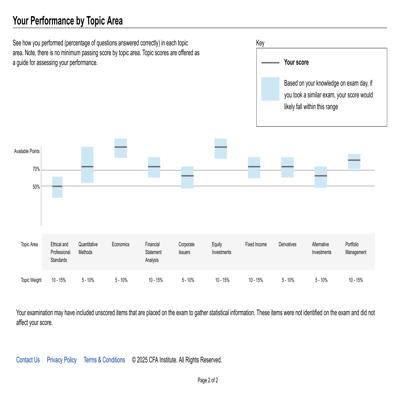 Your Performance by Topic Area
See how you performed (percentage of questions answered correctly) in each topic
area. Note, there is no minimum passing score by topic area. Topic scores are offered as
a guide for assessing your performance.
Key
Your score
Based on your knowledge on exam day, if
you took a similar exam, your score would
likely fall within this range
Available Points
70%
50%
Topic Area
Ethical and
Professional
Standards
Quantitative
Methods
Economics
Financial
Statement
Analysis
Corporate
Issuers
Equity
Investments
Fixed Income
Derivatives
Alternative
Investments
Portfolio
Management
Topic Weight
10 - 15%
5 - 10%
5 - 10%
10 - 15%
5 - 10%
10 - 15%
10 - 15%
5 - 10%
5 - 10%
10 - 15%
Your examination may have included unscored items that are placed on the exam to gather statistical information. These items were not identified on the exam and did not
affect your score.
Contact Us Privacy Policy Terms & Conditions © 2025 CFA Institute. All Rights Reserved.
Page 2 of 2